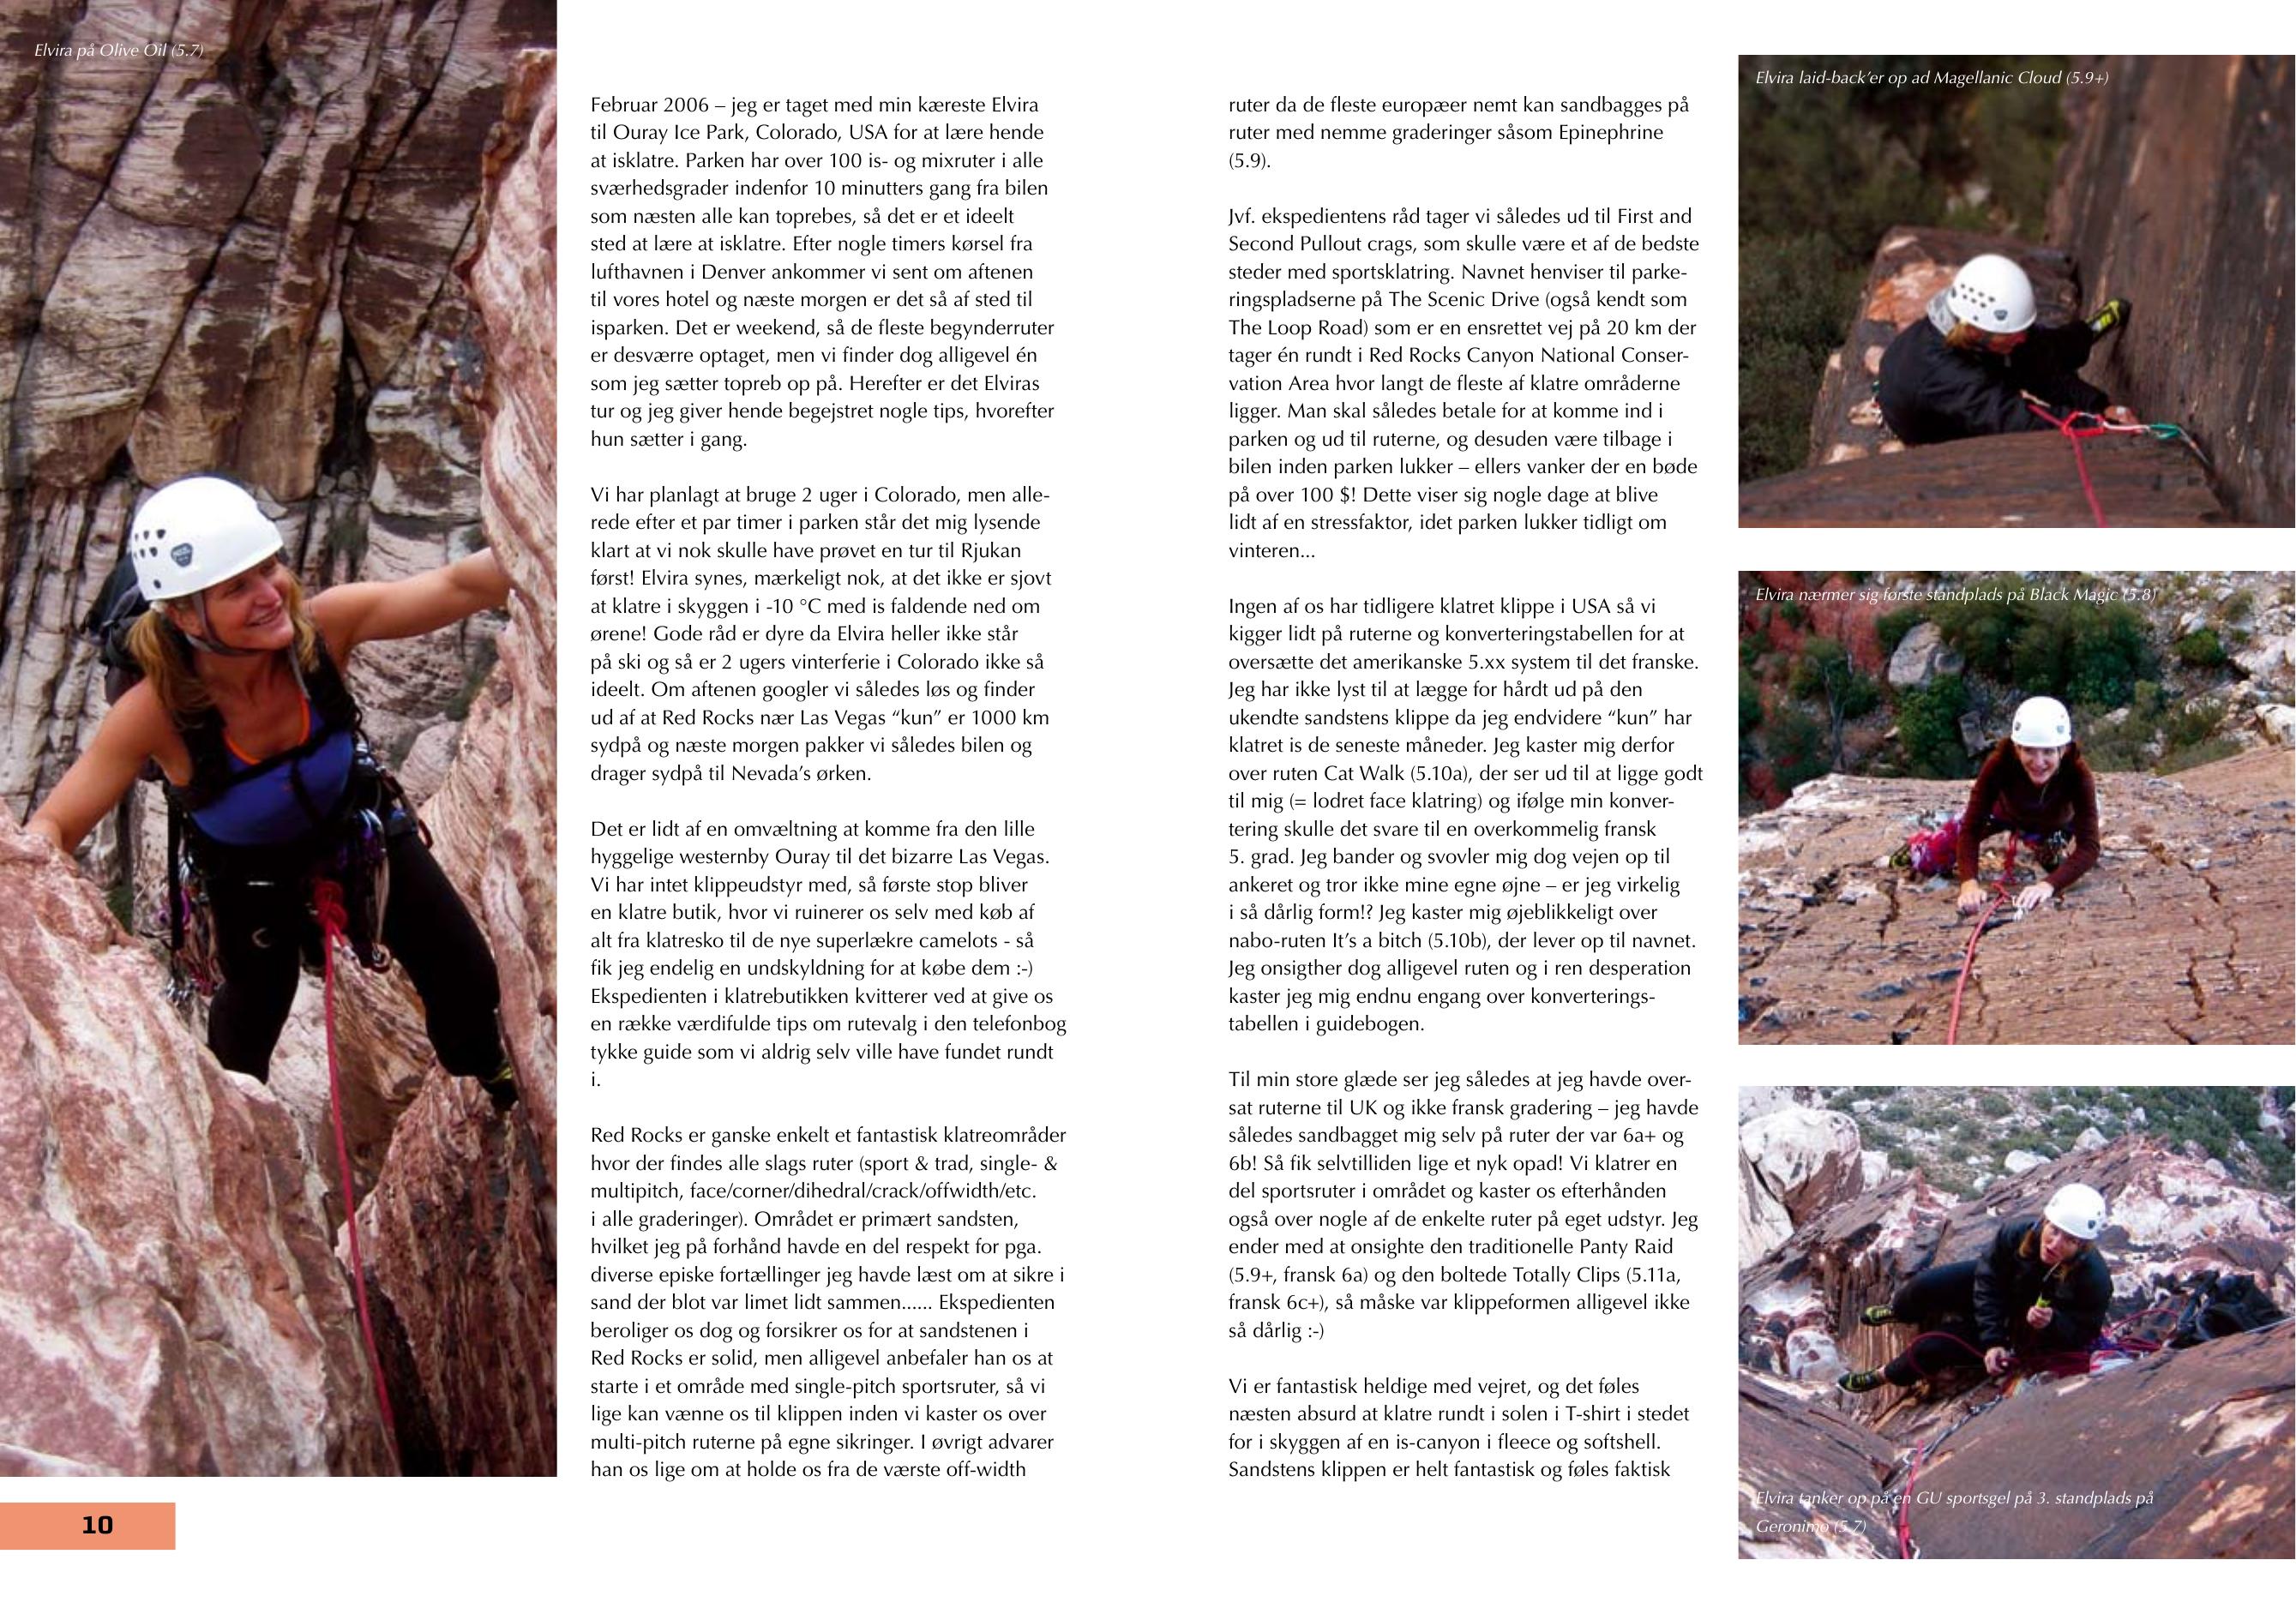 Elvira på Olive Oil (5.7)
Februar 2006 – jeg er taget med min kæreste Elvira
til Ouray Ice Park, Colorado, USA for at lære hende
at isklatre. Parken har over 100 is- og mixruter i alle
sværhedsgrader indenfor 10 minutters gang fra bilen
som næsten alle kan toprebes, så det er et ideelt
sted at lære at isklatre. Efter nogle timers kørsel fra
lufthavnen i Denver ankommer vi sent om aftenen
til vores hotel og næste morgen er det så af sted til
isparken. Det er weekend, så de fleste begynderruter
er desværre optaget, men vi finder dog alligevel én
som jeg sætter topreb op på. Herefter er det Elviras
tur og jeg giver hende begejstret nogle tips, hvorefter
hun sætter i gang.
Vi har planlagt at bruge 2 uger i Colorado, men alle-
rede efter et par timer i parken står det mig lysende
klart at vi nok skulle have prøvet en tur til Rjukan
først! Elvira synes, mærkeligt nok, at det ikke er sjovt
at klatre i skyggen i -10 °C med is faldende ned om
ørene! Gode råd er dyre da Elvira heller ikke står
på ski og så er 2 ugers vinterferie i Colorado ikke så
ideelt. Om aftenen googler vi således løs og finder
ud af at Red Rocks nær Las Vegas “kun” er 1000 km
sydpå og næste morgen pakker vi således bilen og
drager sydpå til Nevada’s ørken.
Det er lidt af en omvæltning at komme fra den lille
hyggelige westernby Ouray til det bizarre Las Vegas.
Vi har intet klippeudstyr med, så første stop bliver
en klatre butik, hvor vi ruinerer os selv med køb af
alt fra klatresko til de nye superlækre camelots - så
fik jeg endelig en undskyldning for at købe dem :-)
Ekspedienten i klatrebutikken kvitterer ved at give os
en række værdifulde tips om rutevalg i den telefonbog
tykke guide som vi aldrig selv ville have fundet rundt
i.
Red Rocks er ganske enkelt et fantastisk klatreområder
hvor der findes alle slags ruter (sport & trad, single- &
multipitch, face/corner/dihedral/crack/offwidth/etc.
i alle graderinger). Området er primært sandsten,
hvilket jeg på forhånd havde en del respekt for pga.
diverse episke fortællinger jeg havde læst om at sikre i
sand der blot var limet lidt sammen...... Ekspedienten
beroliger os dog og forsikrer os for at sandstenen i
Red Rocks er solid, men alligevel anbefaler han os at
starte i et område med single-pitch sportsruter, så vi
lige kan vænne os til klippen inden vi kaster os over
multi-pitch ruterne på egne sikringer. I øvrigt advarer
han os lige om at holde os fra de værste off-width
ruter da de fleste europæer nemt kan sandbagges på
ruter med nemme graderinger såsom Epinephrine
(5.9).
Jvf. ekspedientens råd tager vi således ud til First and
Second Pullout crags, som skulle være et af de bedste
steder med sportsklatring. Navnet henviser til parke-
ringspladserne på The Scenic Drive (også kendt som
The Loop Road) som er en ensrettet vej på 20 km der
tager én rundt i Red Rocks Canyon National Conser-
vation Area hvor langt de fleste af klatre områderne
ligger. Man skal således betale for at komme ind i
parken og ud til ruterne, og desuden være tilbage i
bilen inden parken lukker – ellers vanker der en bøde
på over 100 $! Dette viser sig nogle dage at blive
lidt af en stressfaktor, idet parken lukker tidligt om
vinteren...
Ingen af os har tidligere klatret klippe i USA så vi
kigger lidt på ruterne og konverteringstabellen for at
oversætte det amerikanske 5.xx system til det franske.
Jeg har ikke lyst til at lægge for hårdt ud på den
ukendte sandstens klippe da jeg endvidere “kun” har
klatret is de seneste måneder. Jeg kaster mig derfor
over ruten Cat Walk (5.10a), der ser ud til at ligge godt
til mig (= lodret face klatring) og ifølge min konver-
tering skulle det svare til en overkommelig fransk
5. grad. Jeg bander og svovler mig dog vejen op til
ankeret og tror ikke mine egne øjne – er jeg virkelig
i så dårlig form!? Jeg kaster mig øjeblikkeligt over
nabo-ruten It’s a bitch (5.10b), der lever op til navnet.
Jeg onsigther dog alligevel ruten og i ren desperation
kaster jeg mig endnu engang over konverterings-
tabellen i guidebogen.
Til min store glæde ser jeg således at jeg havde over-
sat ruterne til UK og ikke fransk gradering – jeg havde
således sandbagget mig selv på ruter der var 6a+ og
6b! Så fik selvtilliden lige et nyk opad! Vi klatrer en
del sportsruter i området og kaster os efterhånden
også over nogle af de enkelte ruter på eget udstyr. Jeg
ender med at onsighte den traditionelle Panty Raid
(5.9+, fransk 6a) og den boltede Totally Clips (5.11a,
fransk 6c+), så måske var klippeformen alligevel ikke
så dårlig :-)
Vi er fantastisk heldige med vejret, og det føles
næsten absurd at klatre rundt i solen i T-shirt i stedet
for i skyggen af en is-canyon i fleece og softshell.
Sandstens klippen er helt fantastisk og føles faktisk
Elvira laid-back’er op ad Magellanic Cloud (5.9+)
Elvira nærmer sig første standplads på Black Magic (5.8)
Elvira tanker op på en GU sportsgel på 3. standplads på
Geronimo (5.7)
10